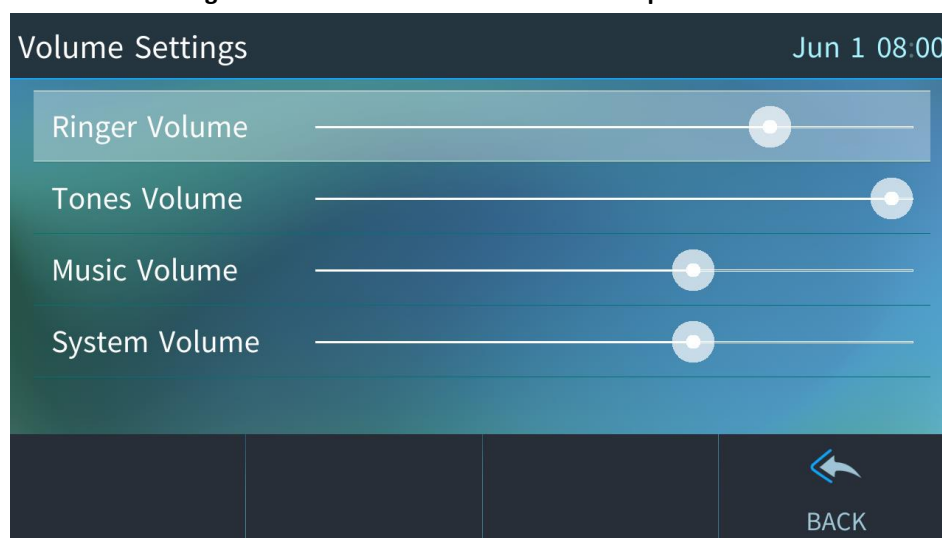 Volume Settings
Jun 1 08:00
Ringer Volume
Tones Volume
Music Volume
System Volume
BACK